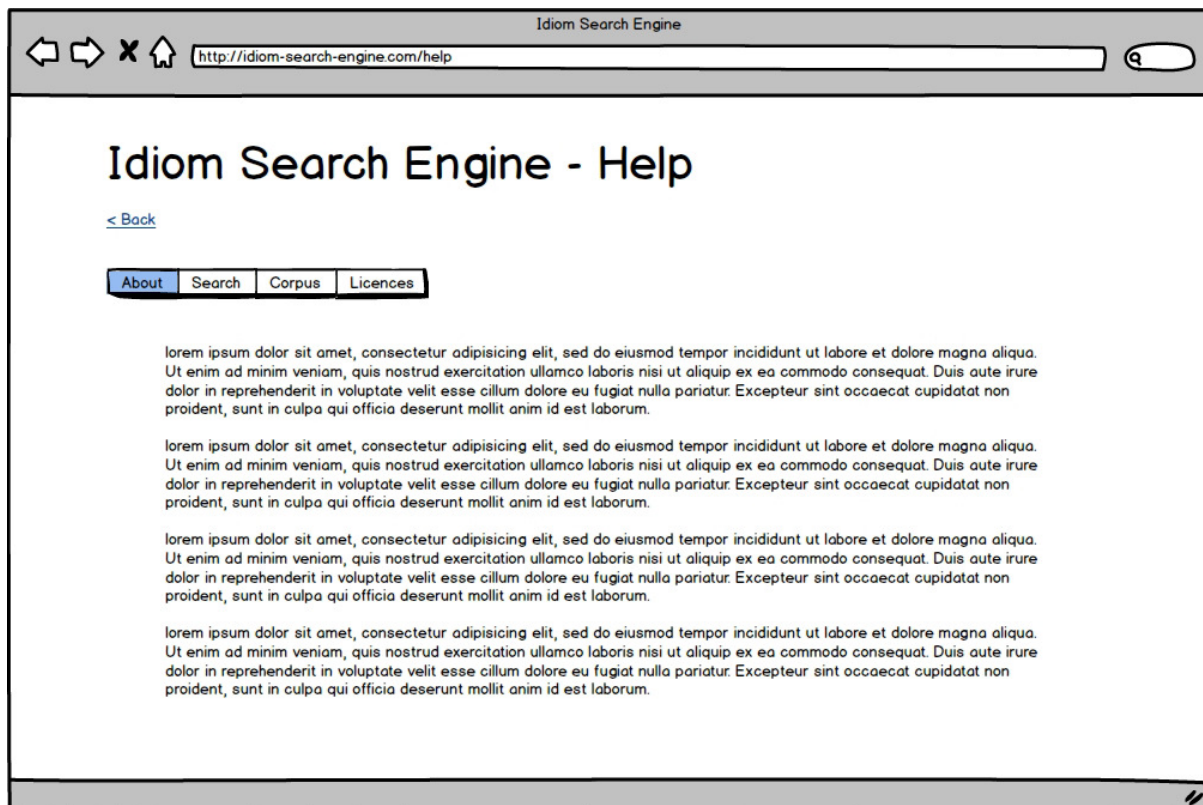 Idiom Search Engine
http://idiom-search-engine.com/help
Idiom Search Engine - Help
< Back
About Search Corpus Licences
lorem ipsum dolor sit amet, consectetur adipisicing elit, sed do eiusmod tempor incididunt ut labore et dolore magna aliqua.
Ut enim ad minim veniam, quis nostrud exercitation ullamco laboris nisi ut aliquip ex ea commodo consequat. Duis aute irure
dolor in reprehenderit in voluptate velit esse cillum dolore eu fugiat nulla pariatur. Excepteur sint occaecat cupidatat non
proident, sunt in culpa qui officia deserunt mollit anim id est laborum.
lorem ipsum dolor sit amet, consectetur adipisicing elit, sed do eiusmod tempor incididunt ut labore et dolore magna aliqua.
Ut enim ad minim veniam, quis nostrud exercitation ullamco laboris nisi ut aliquip ex ea commodo consequat. Duis aute irure
dolor in reprehenderit in voluptate velit esse cillum dolore eu fugiat nulla pariatur. Excepteur sint occaecat cupidatat non
proident, sunt in culpa qui officia deserunt mollit anim id est laborum.
lorem ipsum dolor sit amet, consectetur adipisicing elit, sed do eiusmod tempor incididunt ut labore et dolore magna aliqua.
Ut enim ad minim veniam, quis nostrud exercitation ullamco laboris nisi ut aliquip ex ea commodo consequat. Duis aute irure
dolor in reprehenderit in voluptate velit esse cillum dolore eu fugiat nulla pariatur. Excepteur sint occaecat cupidatat non
proident, sunt in culpa qui officia deserunt mollit anim id est laborum.
lorem ipsum dolor sit amet, consectetur adipisicing elit, sed do eiusmod tempor incididunt ut labore et dolore magna aliqua.
Ut enim ad minim veniam, quis nostrud exercitation ullamco laboris nisi ut aliquip ex ea commodo consequat. Duis aute irure
dolor in reprehenderit in voluptate velit esse cillum dolore eu fugiat nulla pariatur. Excepteur sint occaecat cupidatat non
proident, sunt in culpa qui officia deserunt mollit anim id est laborum.